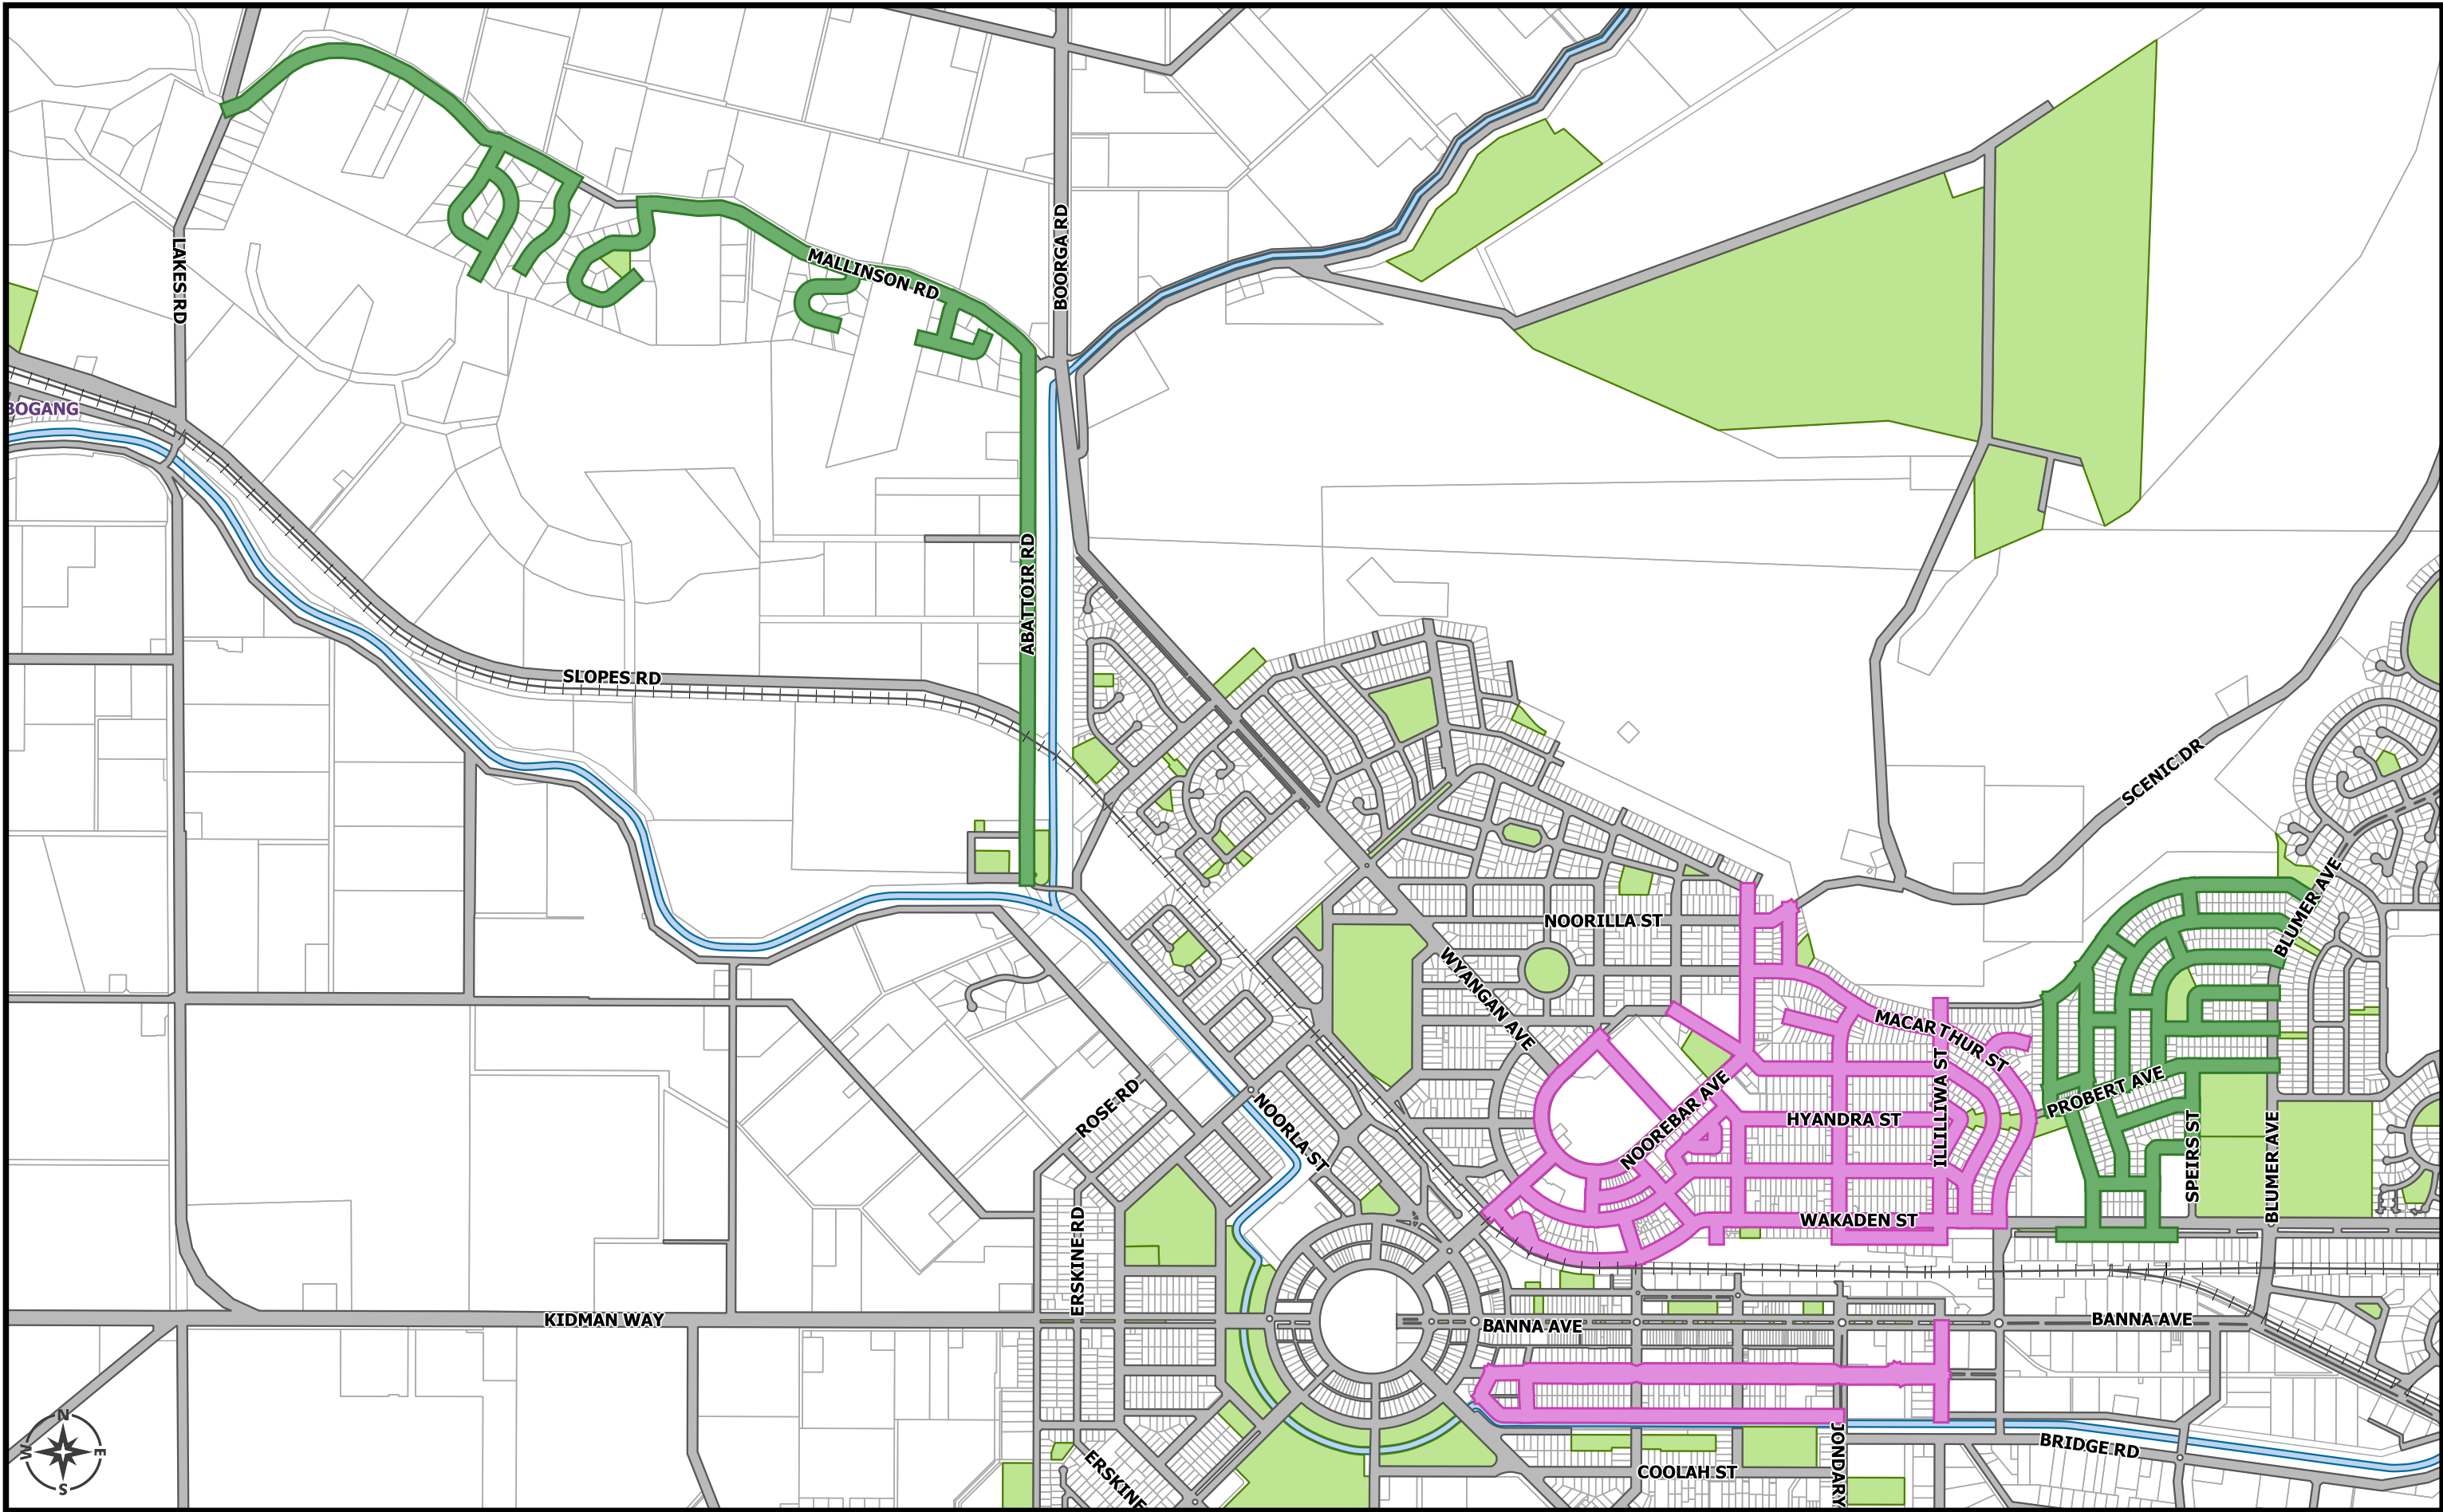 LAKES RD
BOORGA RD
MALLINSON RD
BOGANG
ABATTOIR RD
SLOPES RD
SCENIC DR
BLUMER AVE
NOORILLA ST
WYANGAN AVE
MACARTHUR ST
ILLILLIWA ST
PROBERT AVE
NOOREBAR AVE
HYANDRA ST
ROSE RD
NOORLA ST
SPEIRS ST
BLUMER AVE
WAKADEN ST
ERSKINE RD
KIDMAN WAY
BANNA AVE
BANNA AVE
N
W
E
S
JONDARY
BRIDGE RD
COOLAH ST
ERSKINE